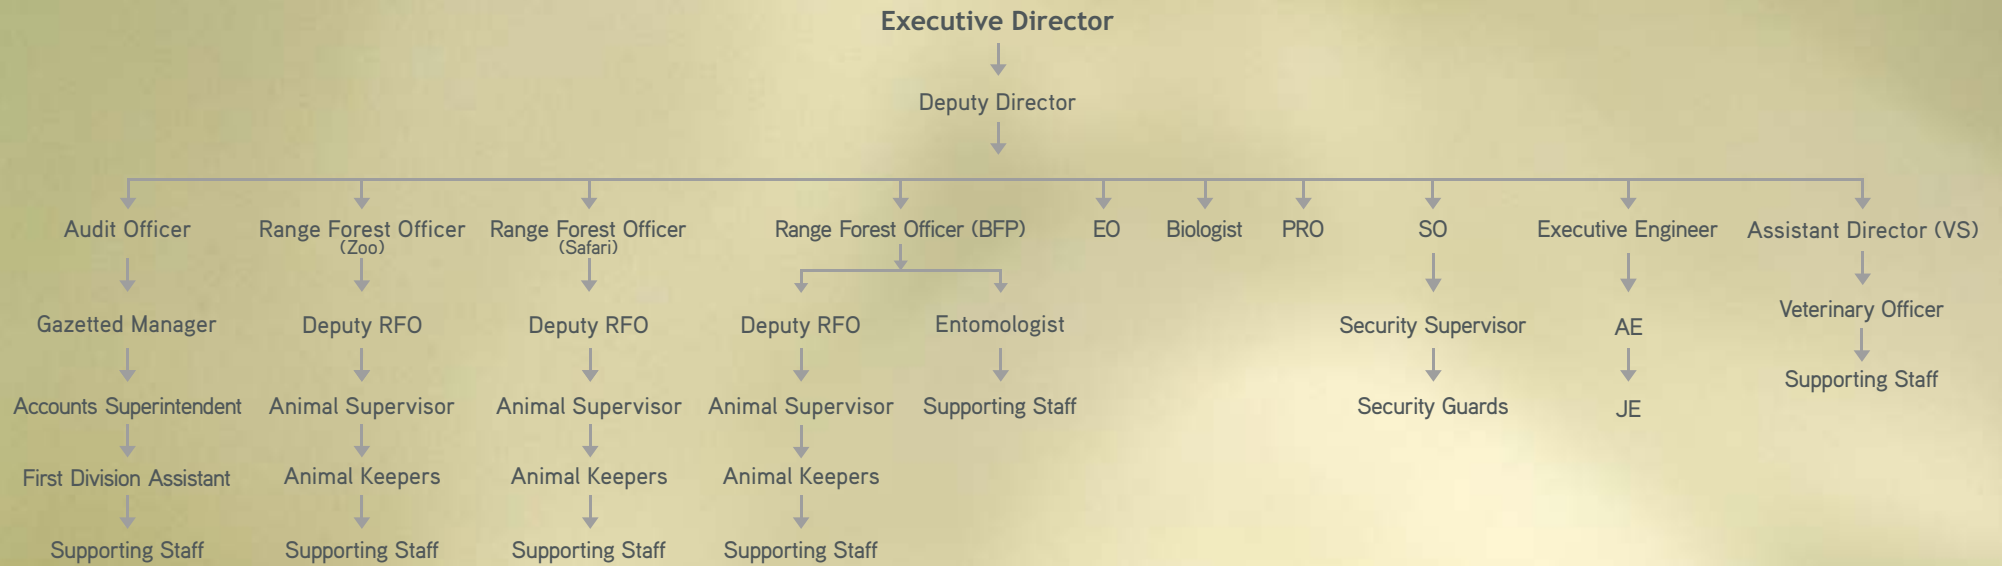 Executive Director
Deputy Director
Audit Officer Range Forest Officer Range Forest Officer Range Forest Officer (BFP) EO Biologist PRO SO Executive Engineer Assistant Director (VS)
(Zoo) (Safari)
Gazetted Manager Deputy RFO Deputy RFO Deputy RFO Entomologist Security Supervisor AE Veterinary Officer
Accounts Superintendent Animal Supervisor Animal Supervisor Animal Supervisor Supporting Staff Security Guards JE Supporting Staff
First Division Assistant Animal Keepers Animal Keepers Animal Keepers
Supporting Staff Supporting Staff Supporting Staff Supporting Staff